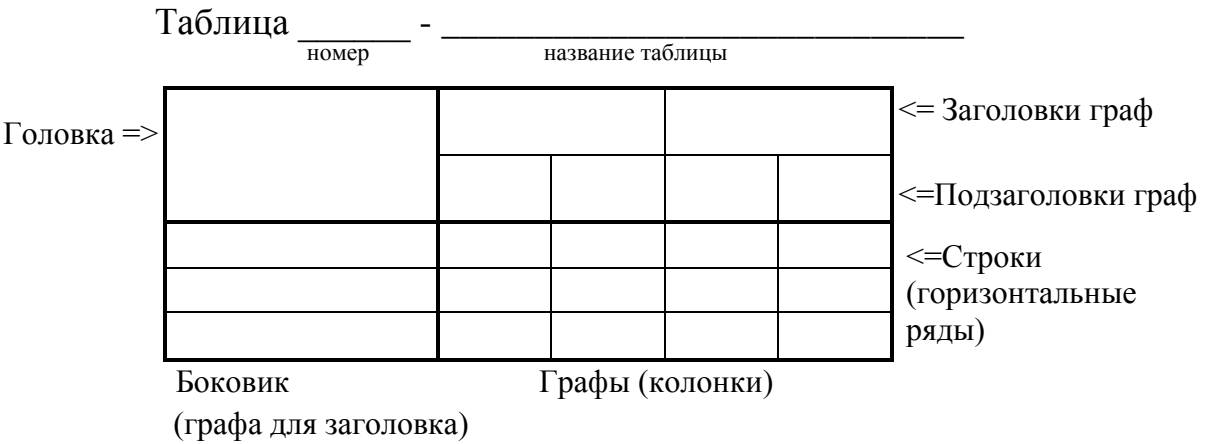 Таблица ______ - ____________________________
номер название таблицы
<= Заголовки граф
Головка =>
<=Подзаголовки граф
<=Строки
(горизонтальные
ряды)
Боковик Графы (колонки)
(графа для заголовка)